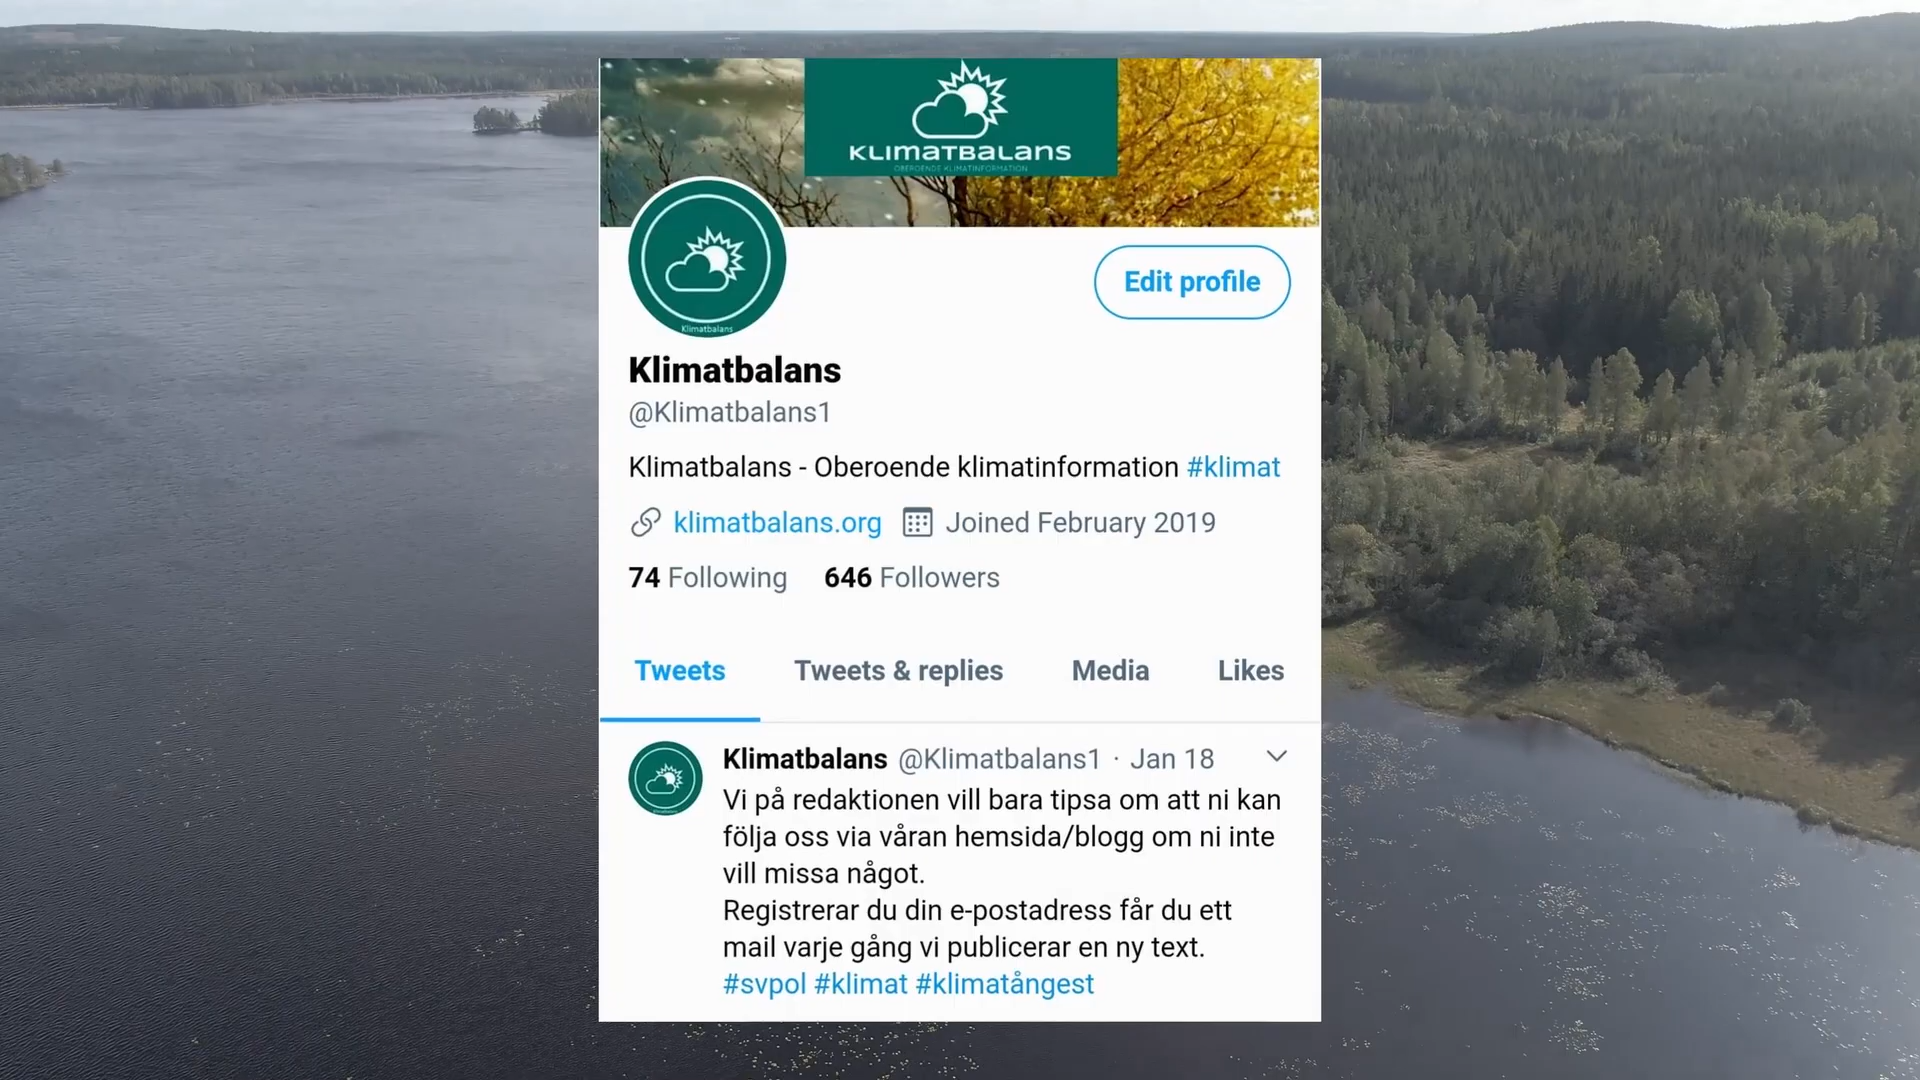 KLIMATBALANS
OBEROENDE KLIMATINFORMATION
Klimatbalans
Edit profile
Klimatbalans
@Klimatbalans1
Klimatbalans - Oberoende klimatinformation #klimat
klimatbalans.org Joined February 2019
74 Following 646 Followers
Tweets Tweets & replies Media Likes
Klimatbalans @Klimatbalans1 · Jan 18
Vi på redaktionen vill bara tipsa om att ni kan
följa oss via våran hemsida/blogg om ni inte
vill missa något.
Registrerar du din e-postadress får du ett
mail varje gång vi publicerar en ny text.
#svpol #klimat #klimatångest